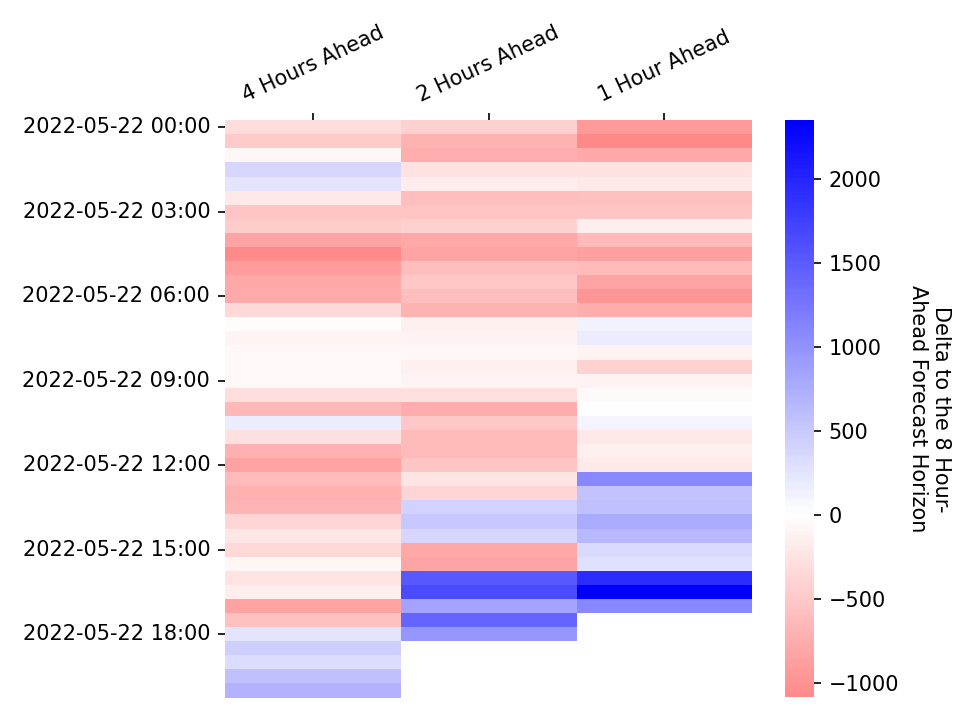 4 Hours Ahead
2 Hours Ahead
1 Hour Ahead
2022-05-22 00:00
2022-05-22 03:00
2022-05-22 06:00
2022-05-22 09:00
2022-05-22 12:00
2022-05-22 15:00
2022-05-22 18:00
2000
1500
1000
500
0
−500
−1000
Delta to the 8 Hour-
Ahead Forecast Horizon